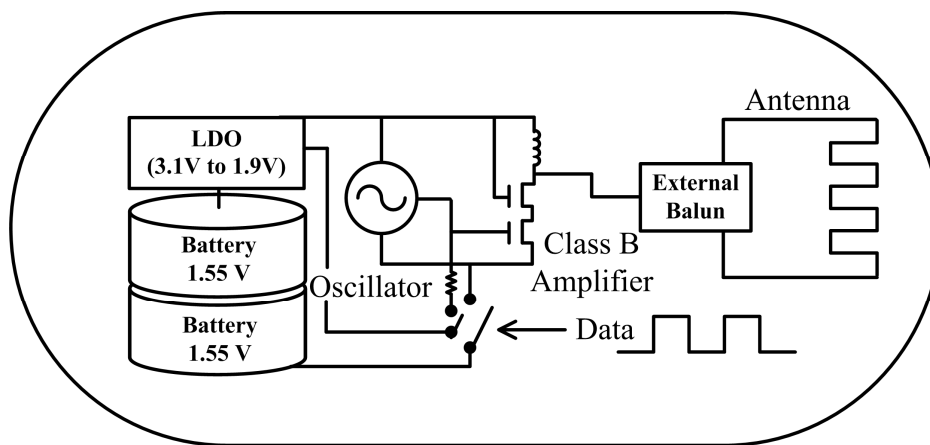 Antenna
LDO
(3.1V to 1.9V)
External
Balun
Battery
1.55 V
Class B
Amplifier
Oscillator
Battery
1.55 V
Data